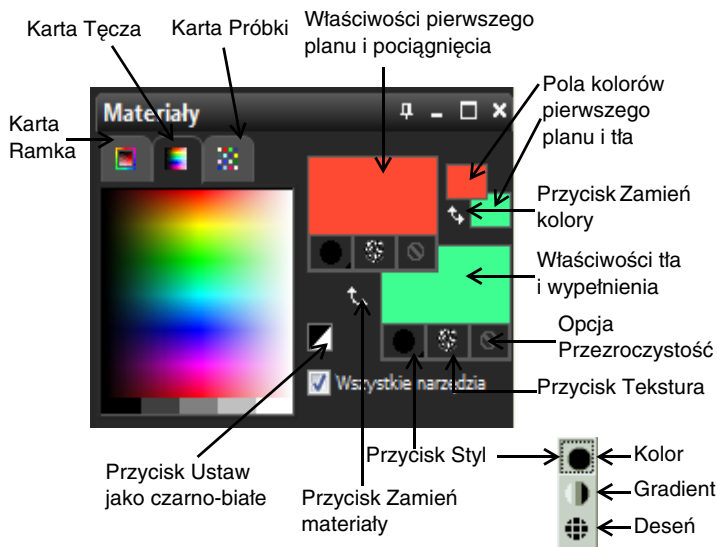 Karta Tęcza
Karta Próbki
Właściwości pierwszego
planu i pociągnięcia
Karta
Ramka
Materiały
Pola kolorów
pierwszego
planu i tła
Przycisk Zamień
kolory
Właściwości tła
i wypełnienia
Opcja
Przezroczystość
Wszystkie narzędzia
Przycisk Tekstura
Przycisk Ustaw
jako czarno-białe
Przycisk Zamień
materiały
Przycisk Styl
Kolor
Gradient
Deseń